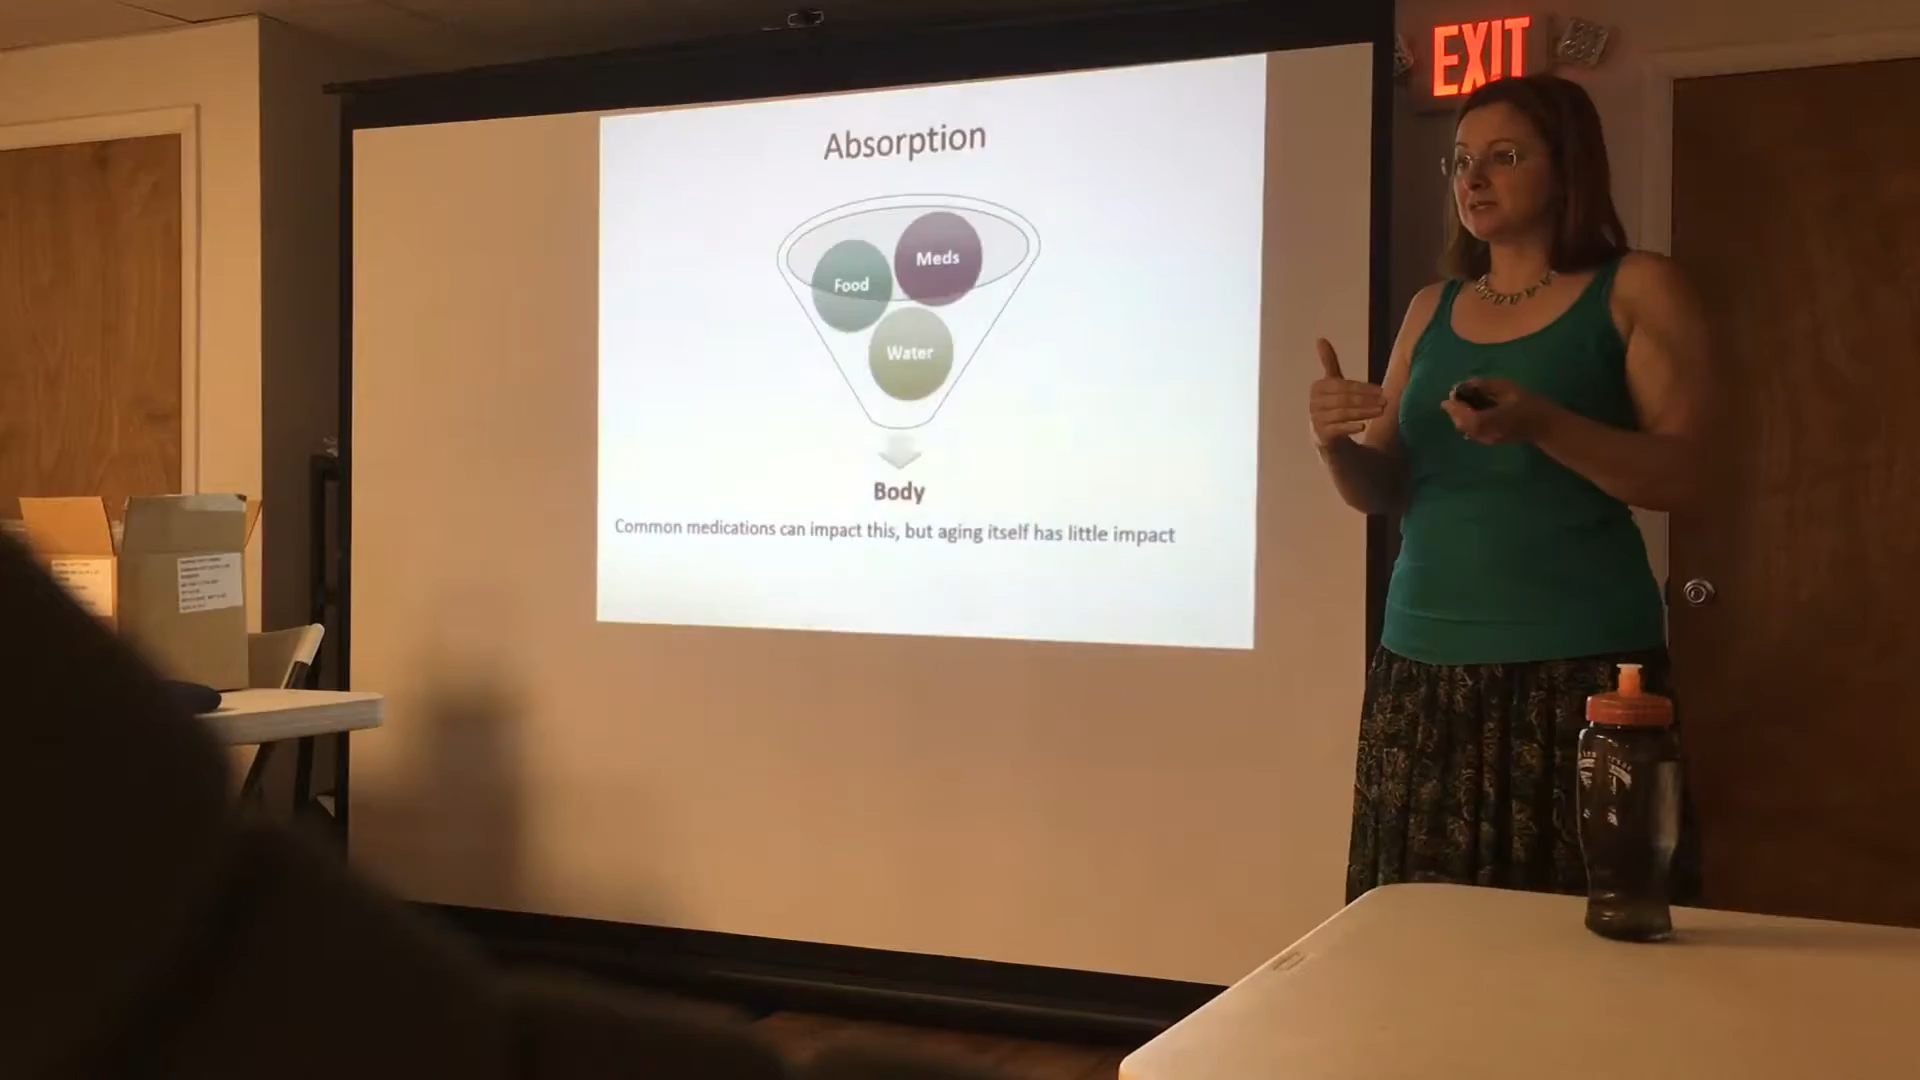 EXIT
Absorption
Meds
Food
Water
Body
Common medications can impact this, but aging itself has little impact